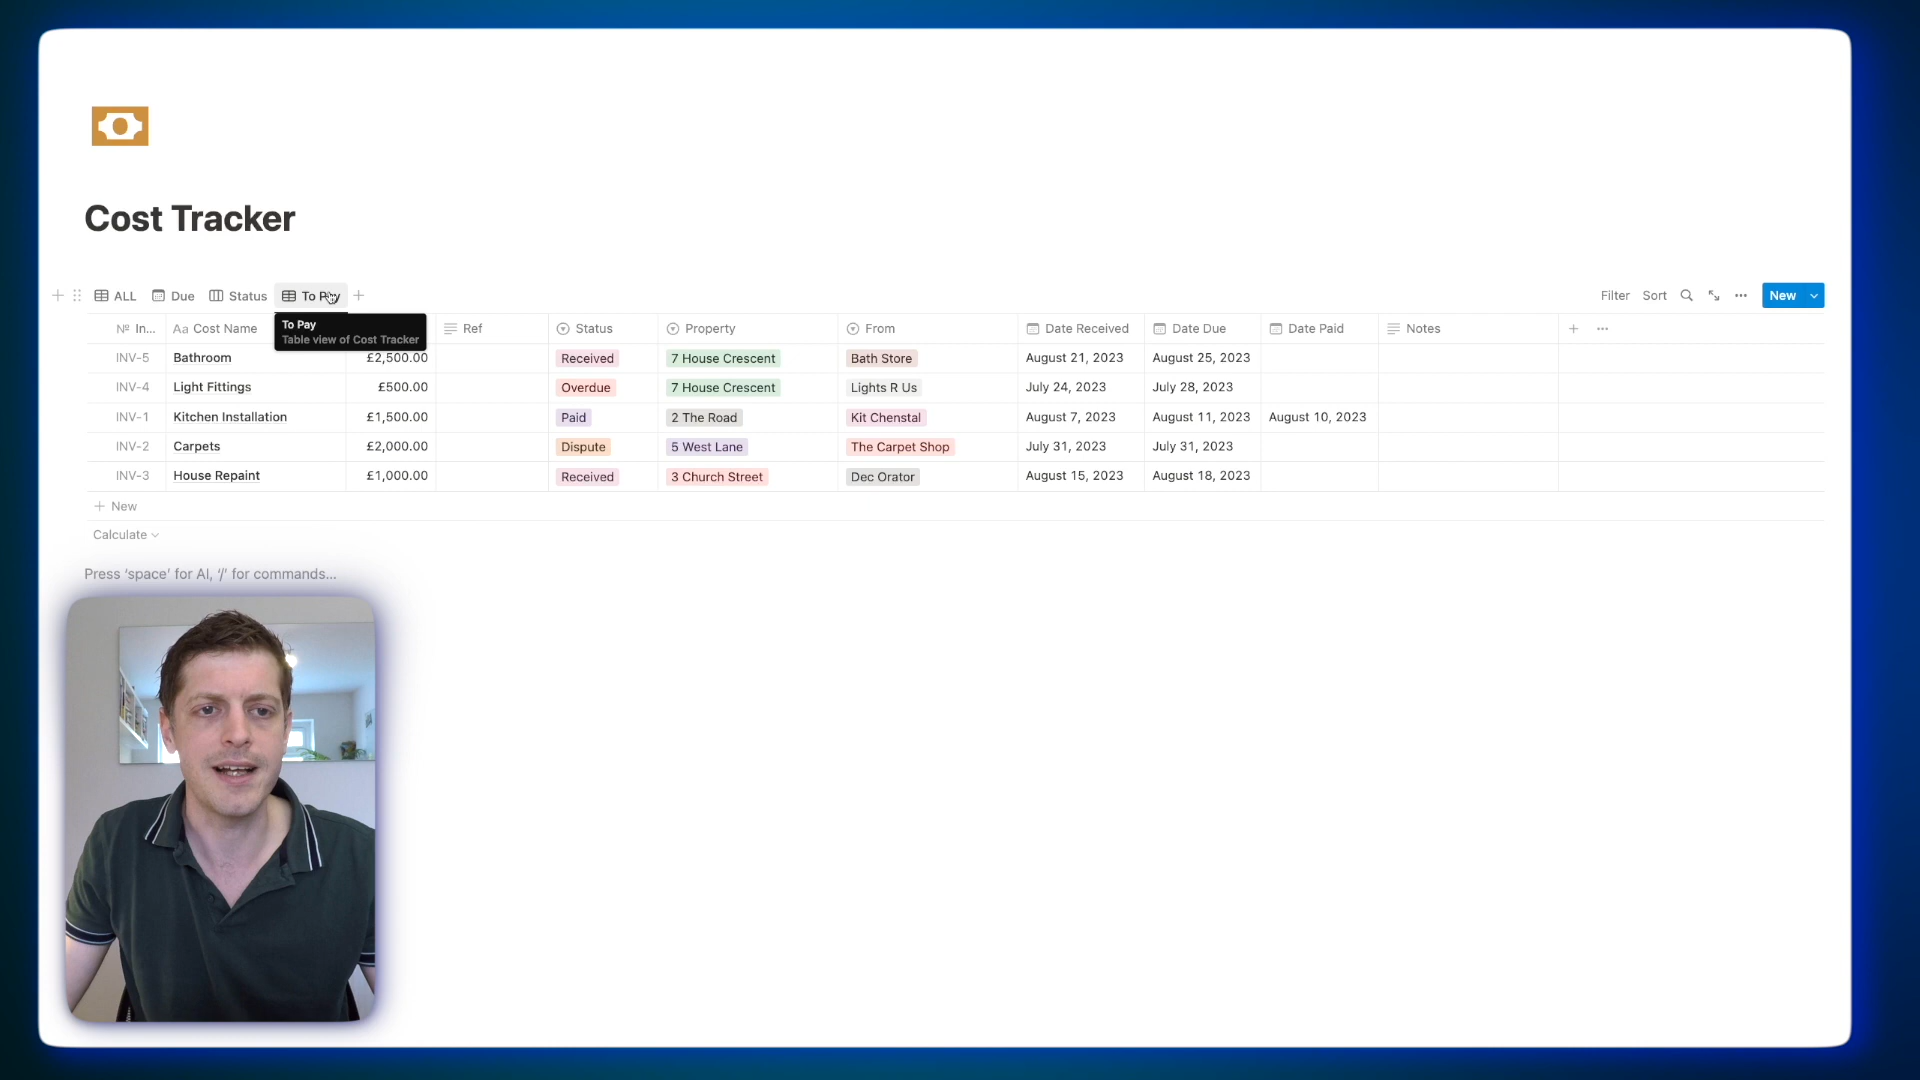 Cost Tracker
ALL Due Status To Pay
Filter Sort New
To Pay
Table view of Cost Tracker
№ In... Aa Cost Name Ref Status Property From Date Received Date Due Date Paid Notes
INV-5 Bathroom £2,500.00 Received 7 House Crescent Bath Store August 21, 2023 August 25, 2023
INV-4 Light Fittings £500.00 Overdue 7 House Crescent Lights R Us July 24, 2023 July 28, 2023
INV-1 Kitchen Installation £1,500.00 Paid 2 The Road Kit Chenstal August 7, 2023 August 11, 2023 August 10, 2023
INV-2 Carpets £2,000.00 Dispute 5 West Lane The Carpet Shop July 31, 2023 July 31, 2023
INV-3 House Repaint £1,000.00 Received 3 Church Street Dec Orator August 15, 2023 August 18, 2023
New
Calculate
Press ‘space’ for AI, ‘/’ for commands...